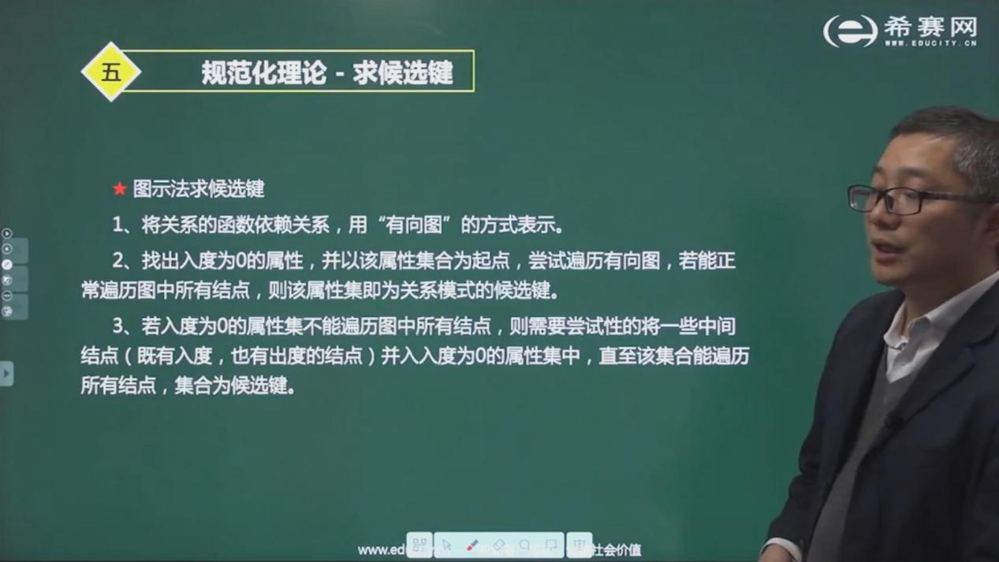 希赛网
WWW.EDUCITY.CN
五
规范化理论 - 求候选键
★ 图示法求候选键
1、将关系的函数依赖关系，用“有向图”的方式表示。
2、找出入度为0的属性，并以该属性集合为起点，尝试遍历有向图，若能正
常遍历图中所有结点，则该属性集即为关系模式的候选键。
3、若入度为0的属性集不能遍历图中所有结点，则需要尝试性的将一些中间
结点（既有入度，也有出度的结点）并入入度为0的属性集中，直至该集合能遍历
所有结点，集合为候选键。
www.edu
社会价值